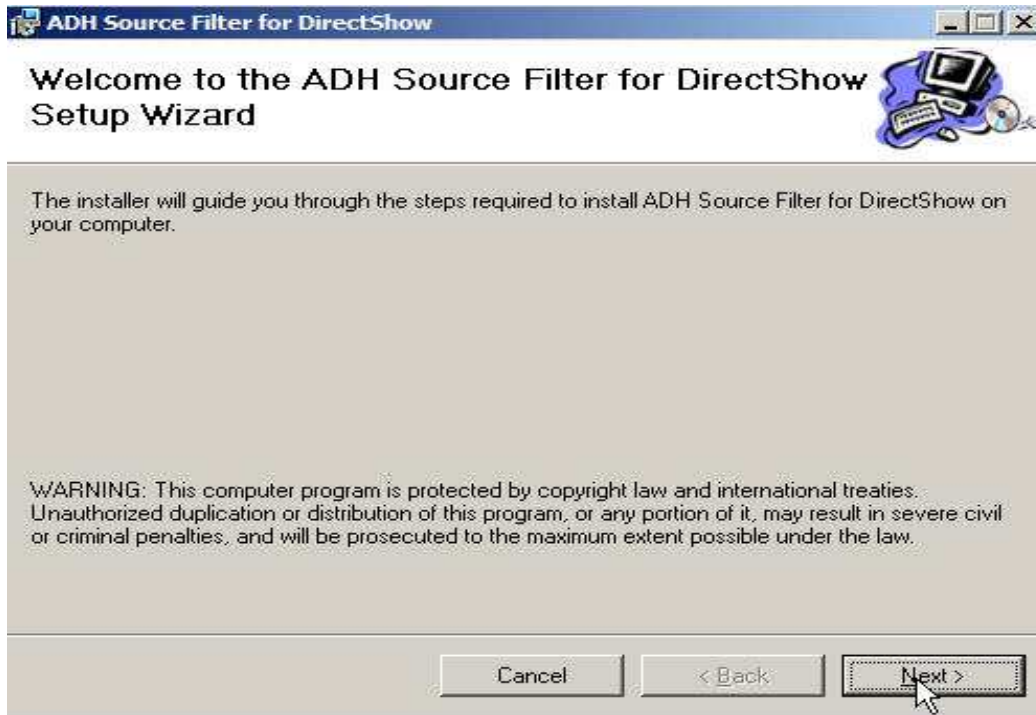 ADH Source Filter for DirectShow
Welcome to the ADH Source Filter for DirectShow
Setup Wizard
The installer will guide you through the steps required to install ADH Source Filter for DirectShow on
your computer.
WARNING: This computer program is protected by copyright law and international treaties.
Unauthorized duplication or distribution of this program, or any portion of it, may result in severe civil
or criminal penalties, and will be prosecuted to the maximum extent possible under the law.
Cancel
< Back
Next >